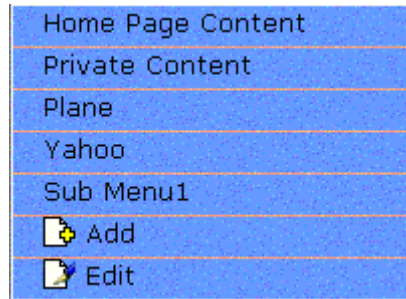 Home Page Content
Private Content
Plane
Yahoo
Sub Menu1
Add
Edit